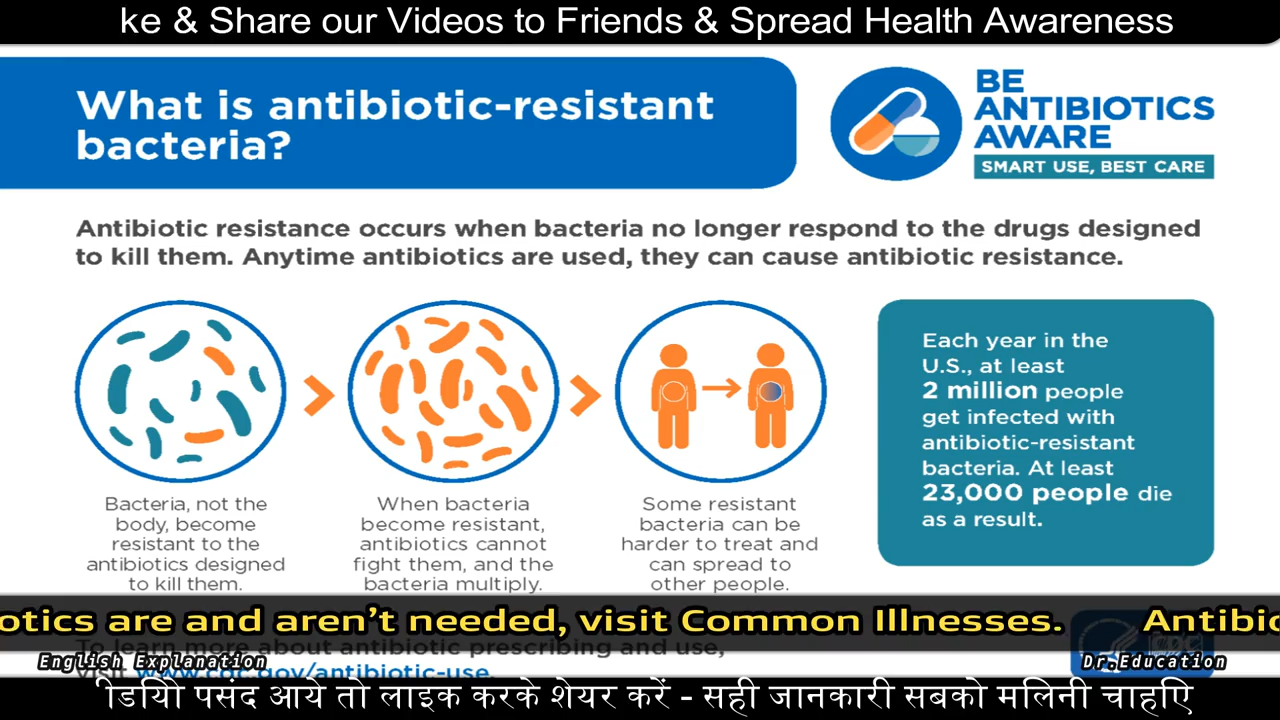 ke & Share our Videos to Friends & Spread Health Awareness
What is antibiotic-resistant
bacteria?
BE
ANTIBIOTICS
AWARE
SMART USE, BEST CARE
Antibiotic resistance occurs when bacteria no longer respond to the drugs designed
to kill them. Anytime antibiotics are used, they can cause antibiotic resistance.
Bacteria, not the
body, become
resistant to the
antibiotics designed
to kill them.
When bacteria
become resistant,
antibiotics cannot
fight them, and the
bacteria multiply.
Some resistant
bacteria can be
harder to treat and
can spread to
other people.
Each year in the
U.S., at least
2 million people
get infected with
antibiotic-resistant
bacteria. At least
23,000 people die
as a result.
otics are and aren't needed, visit Common Illnesses. Antibio
To learn more about antibiotic prescribing and use,
visit www.cdc.gov/antibiotic-use.
English Explanation
CDC
Dr.Education
ीडियो पसंद आये तो लाइक करके शेयर करें - सही जानकारी सबको मिलनी चाहिए